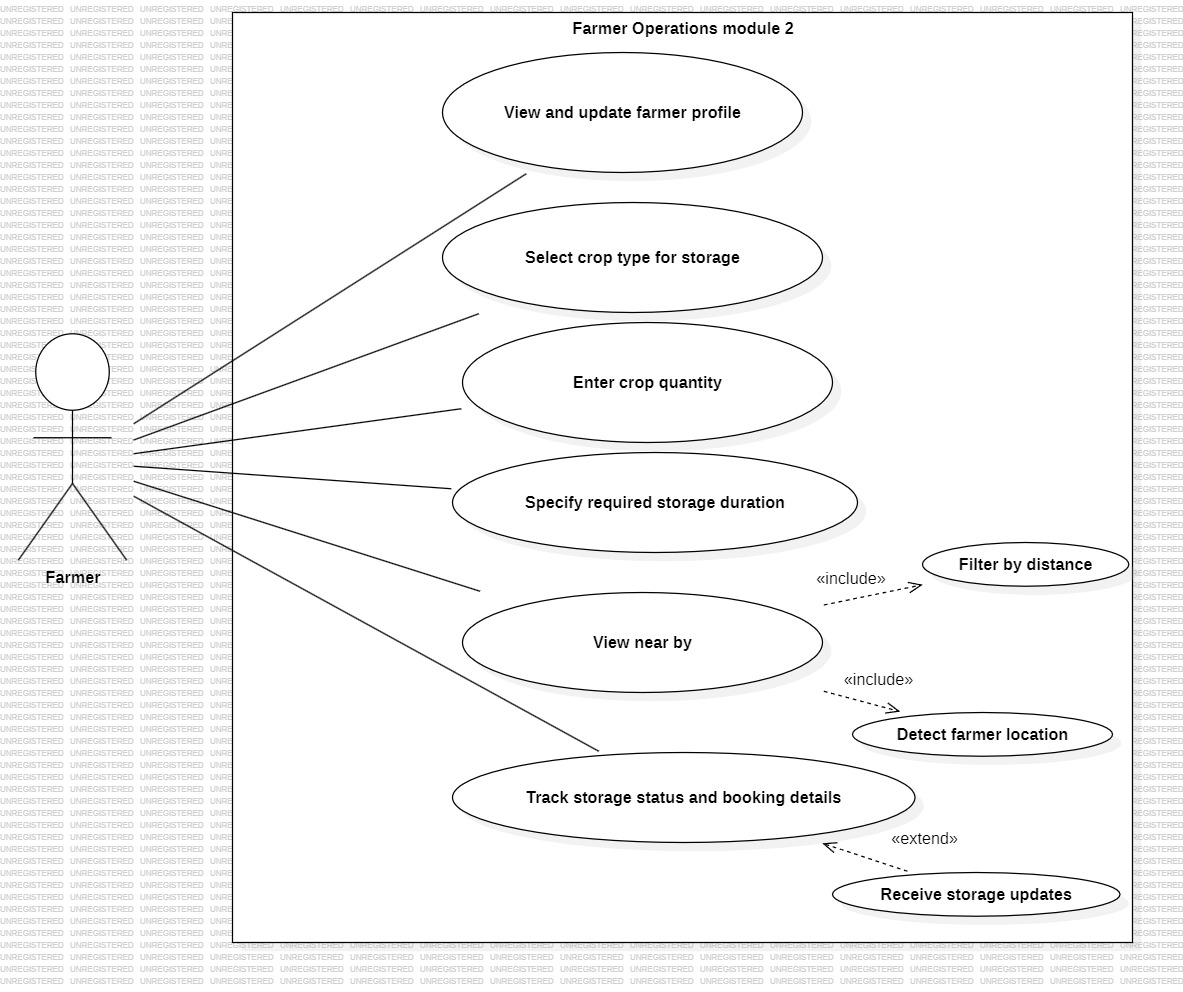 Farmer Operations module 2
View and update farmer profile
Select crop type for storage
Enter crop quantity
Specify required storage duration
Farmer
«include»
Filter by distance
View near by
«include»
Detect farmer location
Track storage status and booking details
«extend»
Receive storage updates
UNREGISTERED